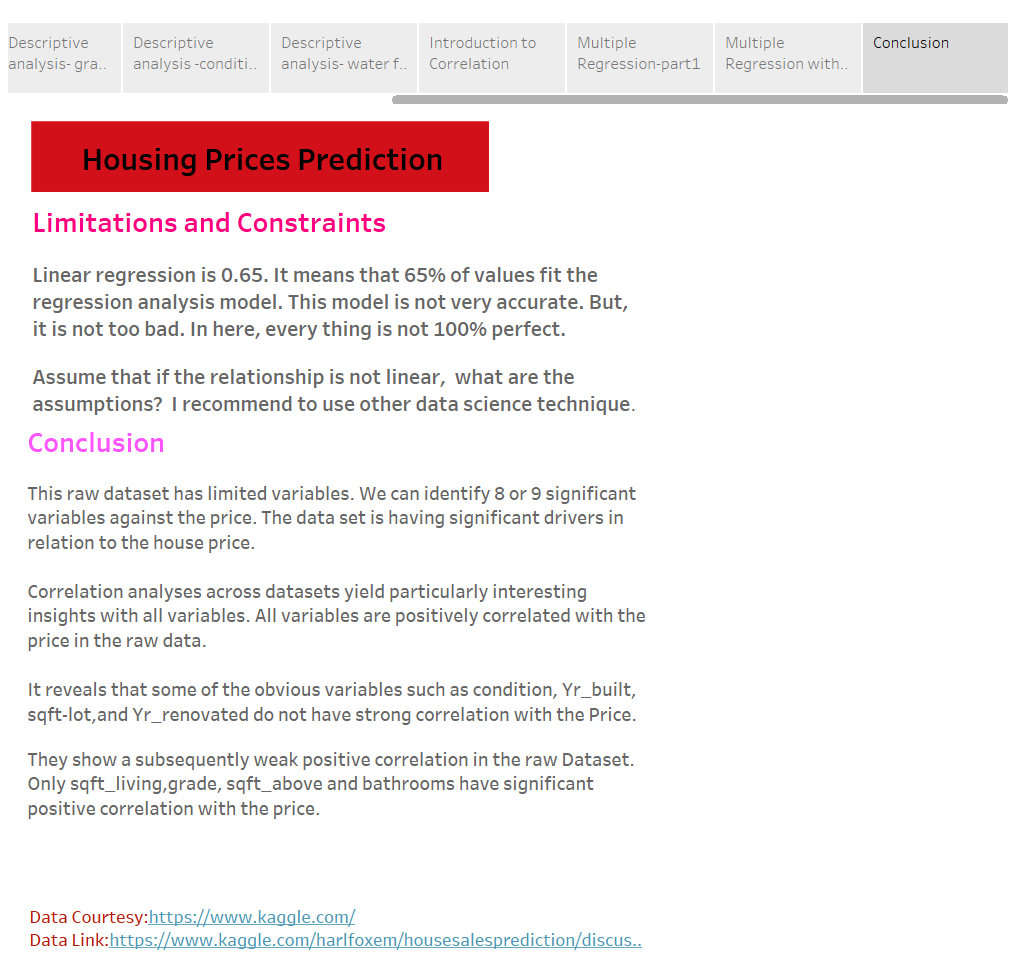 Descriptive
analysis- gra..
Descriptive
analysis -conditi..
Descriptive
analysis- water f..
Introduction to
Correlation
Multiple
Regression-part1
Multiple
Regression with..
Conclusion
Housing Prices Prediction
Limitations and Constraints
Linear regression is 0.65. It means that 65% of values fit the
regression analysis model. This model is not very accurate. But,
it is not too bad. In here, every thing is not 100% perfect.
Assume that if the relationship is not linear,  what are the
assumptions?  I recommend to use other data science technique.
Conclusion
This raw dataset has limited variables. We can identify 8 or 9 significant
variables against the price. The data set is having significant drivers in
relation to the house price.
Correlation analyses across datasets yield particularly interesting
insights with all variables. All variables are positively correlated with the
price in the raw data.
It reveals that some of the obvious variables such as condition, Yr_built,
sqft-lot,and Yr_renovated do not have strong correlation with the Price.
They show a subsequently weak positive correlation in the raw Dataset.
Only sqft_living,grade, sqft_above and bathrooms have significant
positive correlation with the price.
Data Courtesy:https://www.kaggle.com/
Data Link:https://www.kaggle.com/harlfoxem/housesalesprediction/discus..